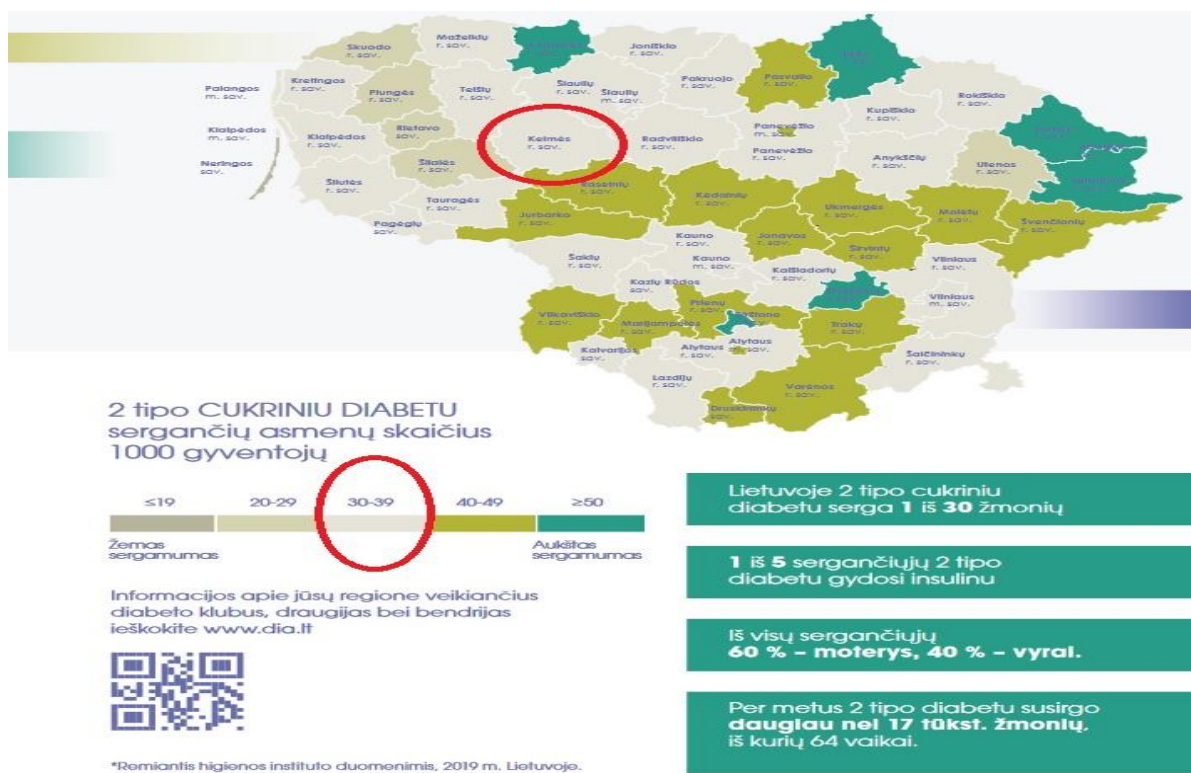 Skuodo
r. sav.
Mažeikių
r. sav.
Joniškio
r. sav.
Palangos
m. sav.
Kretingos
r. sav.
Plungės
r. sav.
Telšių
r. sav.
Šiaulių
r. sav.
Šiaulių
m. sav.
Pakruojo
r. sav.
Pasvalio
r. sav.
Rokiškio
r. sav.
Kupiškio
r. sav.
Klaipėdos
m. sav.
Klaipėdos
r. sav.
Rietavo
sav.
Kelmės
r. sav.
Radviliškio
r. sav.
Panevėžio
m. sav.
Panevėžio
r. sav.
Anykščių
r. sav.
Utenos
r. sav.
Neringos
sav.
Šilalės
r. sav.
Šilutės
r. sav.
Tauragės
r. sav.
Raseinių
r. sav.
Kėdainių
r. sav.
Ukmergės
r. sav.
Molėtų
r. sav.
Švenčionių
r. sav.
Pagėgių
sav.
Jurbarko
r. sav.
Jonavos
r. sav.
Širvintų
r. sav.
Kauno
r. sav.
Kauno
m. sav.
Šakių
r. sav.
Kaišiadorių
r. sav.
Vilniaus
r. sav.
Vilniaus
m. sav.
Kazlų Rūdos
sav.
Prienų
r. sav.
Vilkaviškio
r. sav.
Marijampolės
sav.
Trakų
r. sav.
Kalvarijos
sav.
Alytaus
r. sav.
Alytaus
m. sav.
Šalčininkų
r. sav.
Lazdijų
r. sav.
Varėnos
r. sav.
Druskininkų
sav.
2 tipo CUKRINIU DIABETU
sergančių asmenų skaičius
1000 gyventojų
≤19 20-29 30-39 40-49 ≥50
Žemas
sergamumas
Aukštas
sergamumas
Informacijos apie jūsų regione veikiančius
diabeto klubus, draugijas bei bendrijas
ieškokite www.dia.lt
*Remiantis higienos instituto duomenimis, 2019 m. Lietuvoje.
Lietuvoje 2 tipo cukriniu
diabetu serga 1 iš 30 žmonių
1 iš 5 sergančiųjų 2 tipo
diabetu gydosi insulinu
Iš visų sergančiųjų
60 % – moterys, 40 % – vyrai.
Per metus 2 tipo diabetu susirgo
daugiau nei 17 tūkst. žmonių,
iš kurių 64 vaikai.